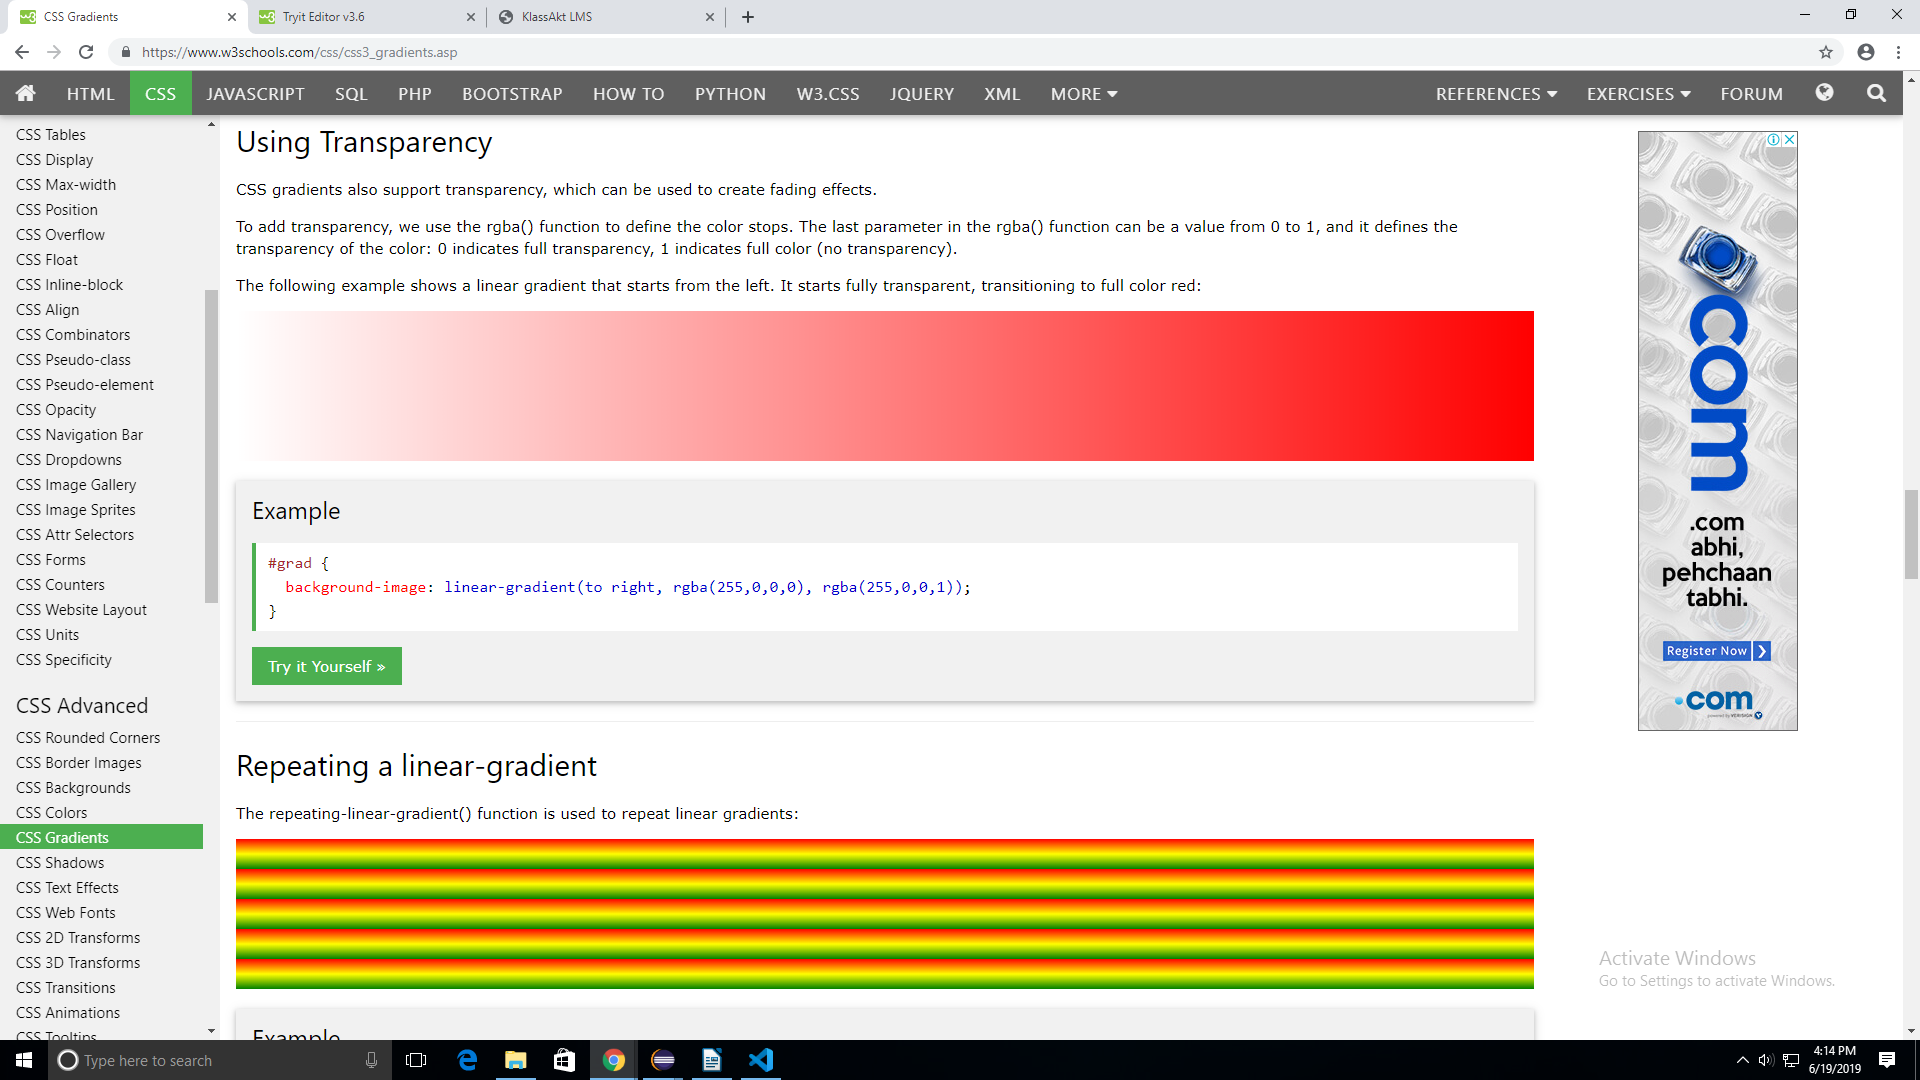 CSS Gradients
Tryit Editor v3.6
KlassAkt LMS
https://www.w3schools.com/css/css3_gradients.asp
HTML CSS JAVASCRIPT SQL PHP BOOTSTRAP HOW TO PYTHON W3.CSS JQUERY XML MORE REFERENCES EXERCISES FORUM
CSS Tables
CSS Display
CSS Max-width
CSS Position
CSS Overflow
CSS Float
CSS Inline-block
CSS Align
CSS Combinators
CSS Pseudo-class
CSS Pseudo-element
CSS Opacity
CSS Navigation Bar
CSS Dropdowns
CSS Image Gallery
CSS Image Sprites
CSS Attr Selectors
CSS Forms
CSS Counters
CSS Website Layout
CSS Units
CSS Specificity
CSS Advanced
CSS Rounded Corners
CSS Border Images
CSS Backgrounds
CSS Colors
CSS Gradients
CSS Shadows
CSS Text Effects
CSS Web Fonts
CSS 2D Transforms
CSS 3D Transforms
CSS Transitions
CSS Animations
CSS Tooltips
Using Transparency
CSS gradients also support transparency, which can be used to create fading effects.
To add transparency, we use the rgba() function to define the color stops. The last parameter in the rgba() function can be a value from 0 to 1, and it defines the
transparency of the color: 0 indicates full transparency, 1 indicates full color (no transparency).
The following example shows a linear gradient that starts from the left. It starts fully transparent, transitioning to full color red:
Example
#grad {
background-image: linear-gradient(to right, rgba(255,0,0,0), rgba(255,0,0,1));
}
Try it Yourself »
Repeating a linear-gradient
The repeating-linear-gradient() function is used to repeat linear gradients:
Example
com
.com
abhi,
pehchaan
tabhi.
Register Now
.com
powered by VERISIGN
Activate Windows
Go to Settings to activate Windows.
Type here to search
4:14 PM
6/19/2019